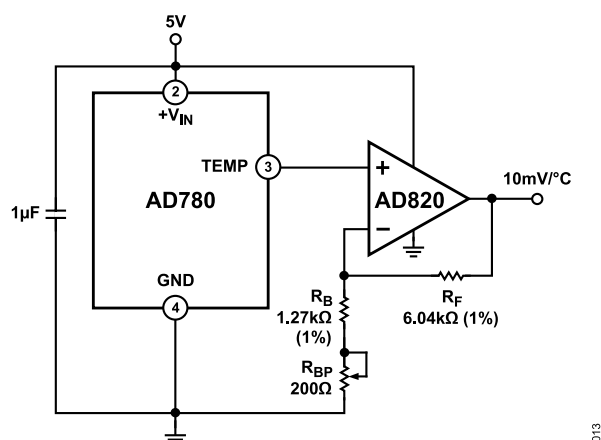 5V
2
+VIN
TEMP
3
+
10mV/°C
AD780
AD820
1µF
−
GND
4
RB
1.27kΩ
(1%)
RF
6.04kΩ (1%)
RBP
200Ω
013